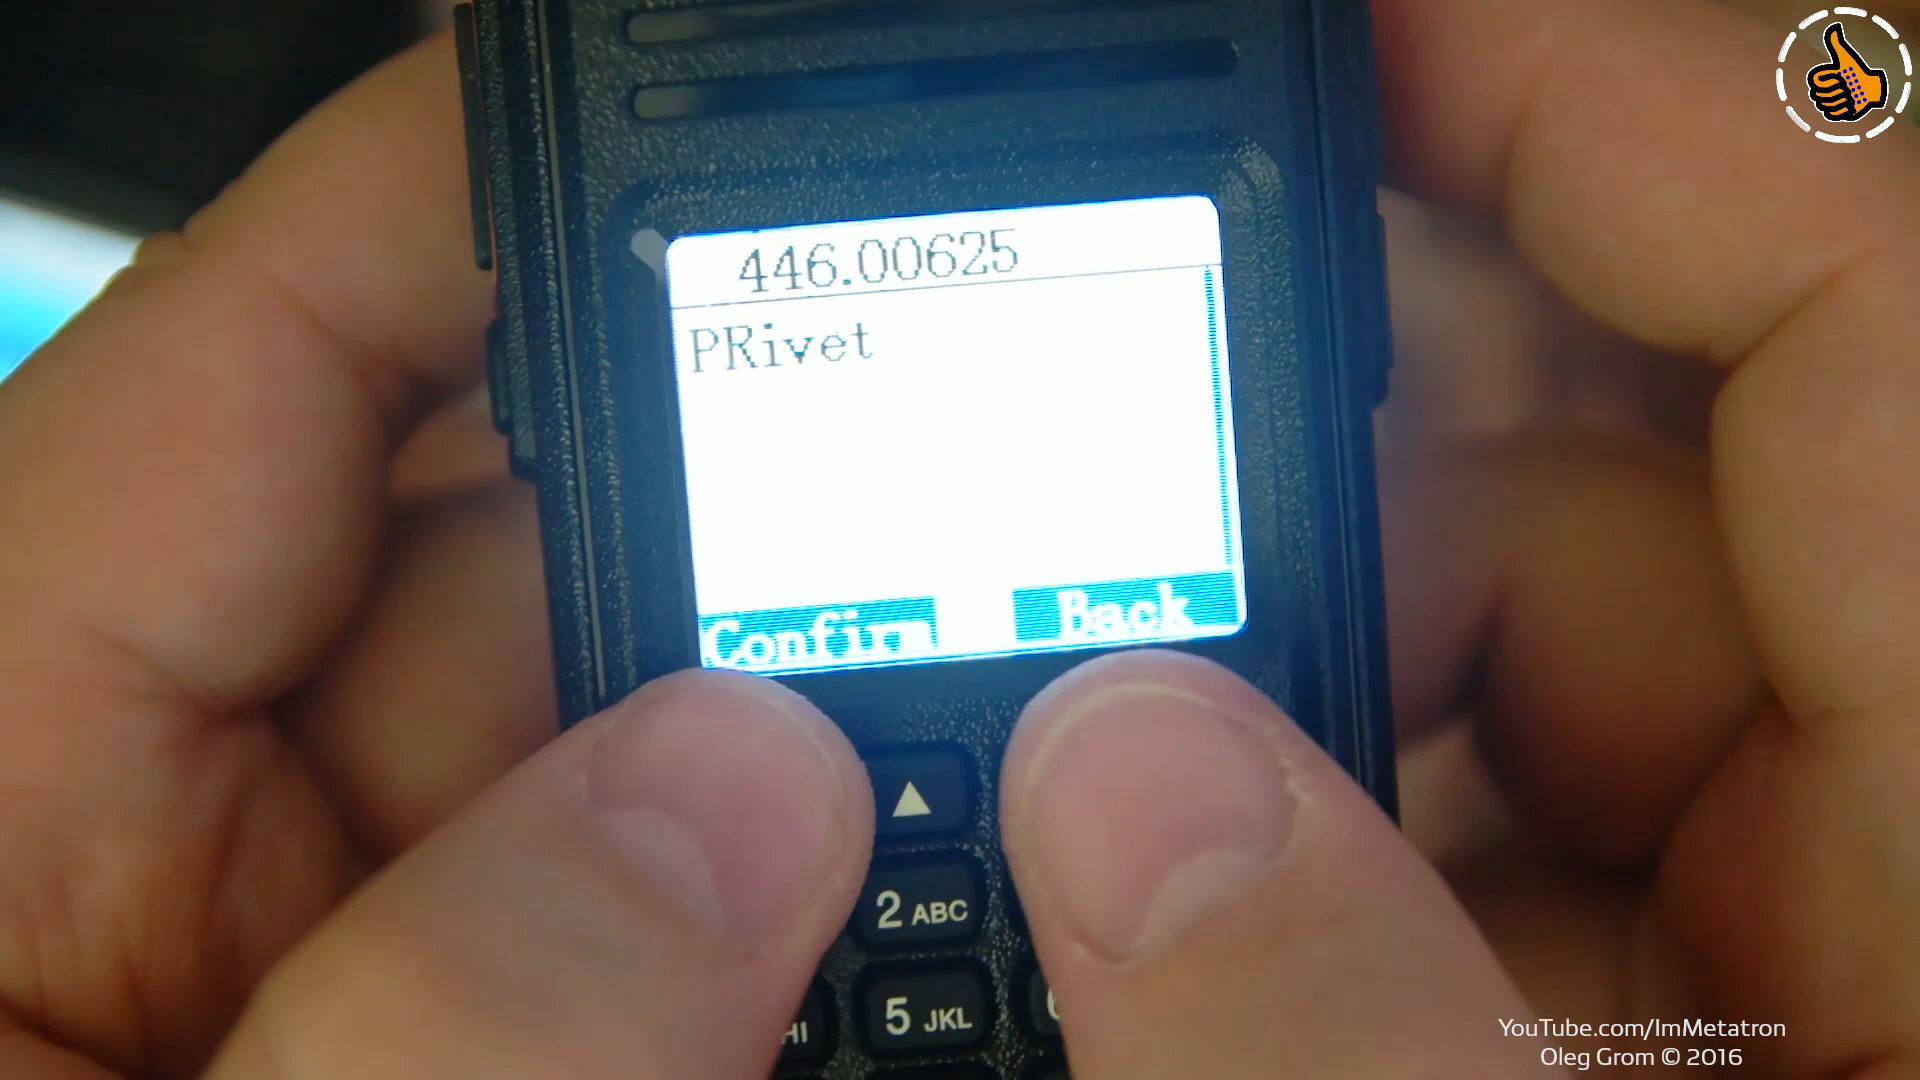 446.00625
PRivet
Confirm Back
2 ABC
5 JKL
YouTube.com/ImMetatron
Oleg Grom © 2016